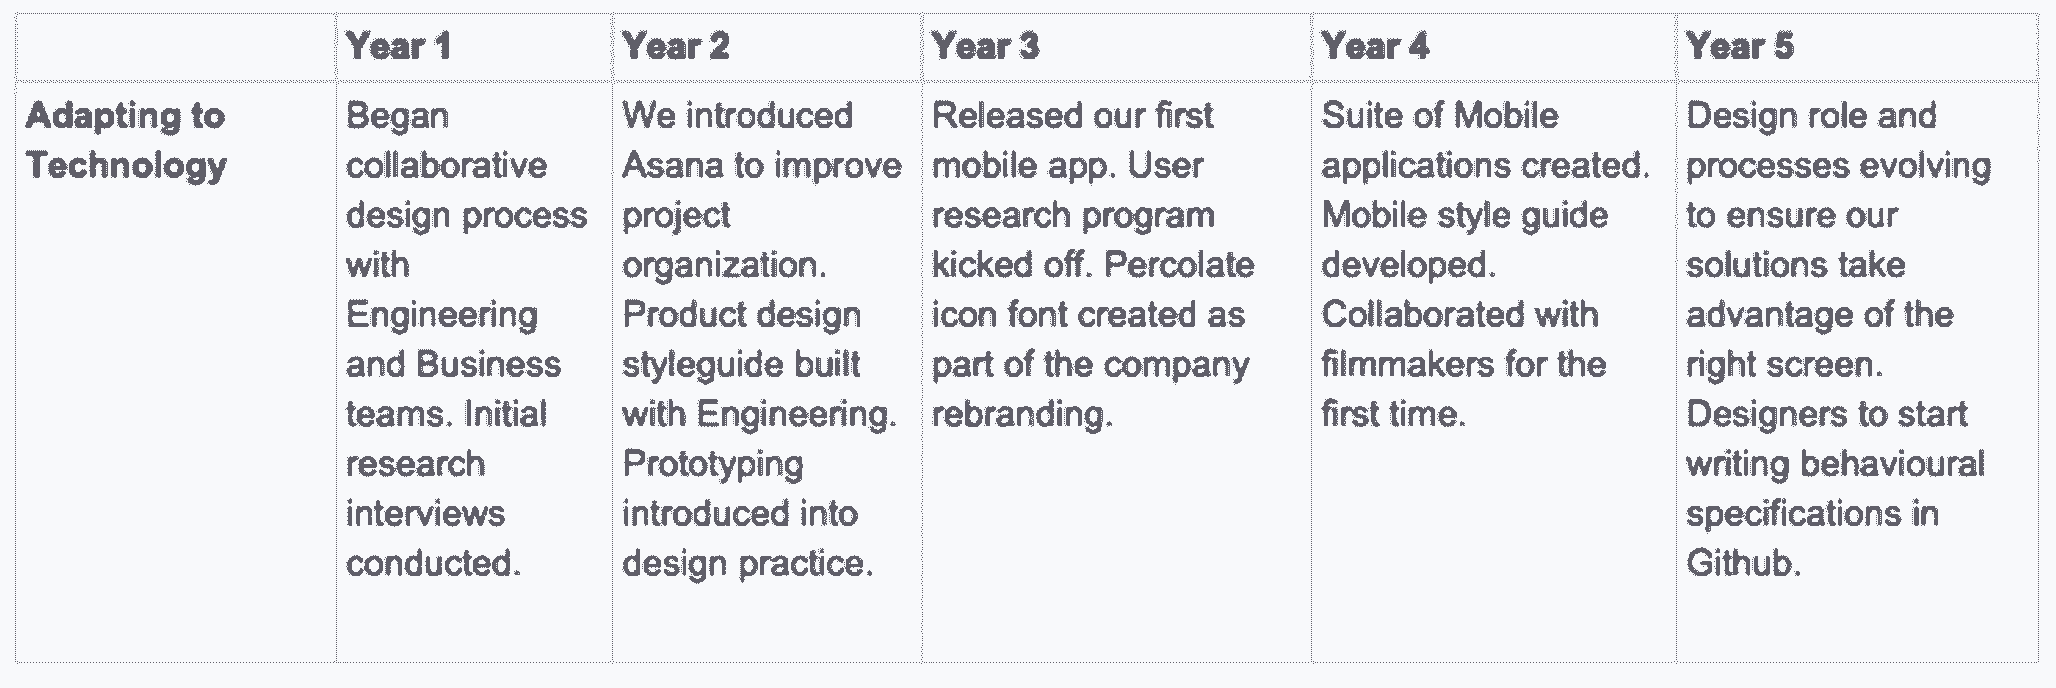 Year 1
Year 2
Year 3
Year 4
Year 5
Adapting to
Technology
Began
collaborative
design process
with
Engineering
and Business
teams. Initial
research
interviews
conducted.
We introduced
Asana to improve
project
organization.
Product design
styleguide built
with Engineering.
Prototyping
introduced into
design practice.
Released our first
mobile app. User
research program
kicked off. Percolate
icon font created as
part of the company
rebranding.
Suite of Mobile
applications created.
Mobile style guide
developed.
Collaborated with
filmmakers for the
first time.
Design role and
processes evolving
to ensure our
solutions take
advantage of the
right screen.
Designers to start
writing behavioural
specifications in
Github.